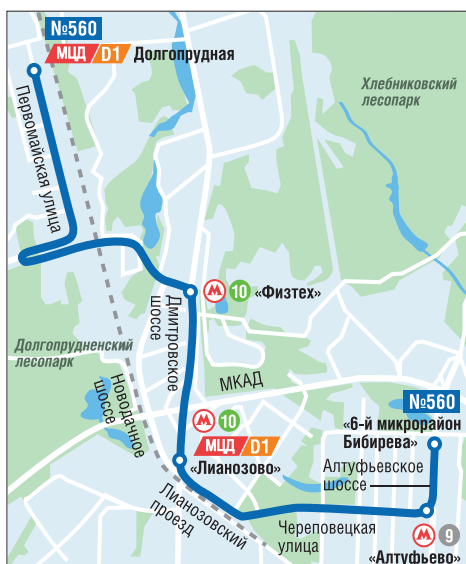 №560
МЦД D1 Долгопрудная
Хлебниковский
лесопарк
Первомайская улица
М 10 «Физтех»
Дмитровское
шоссе
Долгопрудненский
лесопарк
Новодачное
шоссе
МКАД
№560
«6-й микрорайон
Бибирева»
М 10
МЦД D1
«Лианозово»
Алтуфьевское
шоссе
Лианозовский
проезд
Череповецкая
улица
М 9
«Алтуфьево»